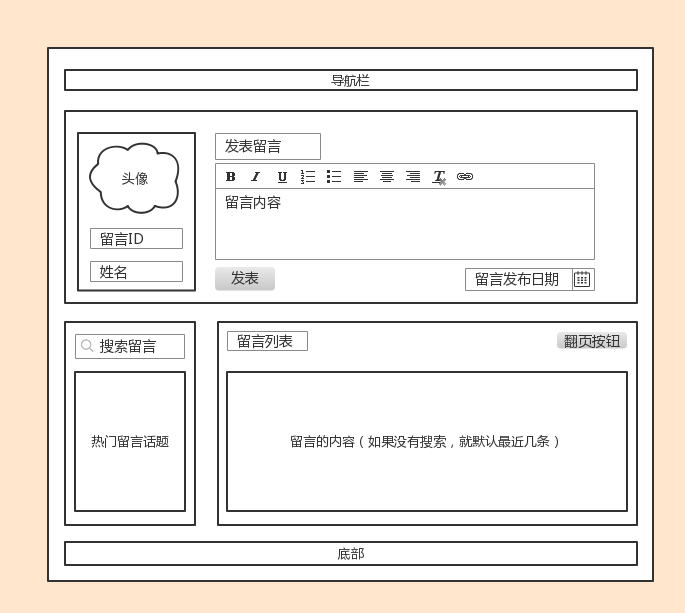 导航栏
头像
留言ID
姓名
发表留言
B I U T
留言内容
发表
留言发布日期
搜索留言
热门留言话题
留言列表
翻页按钮
留言的内容（如果没有搜索，就默认最近几条）
底部